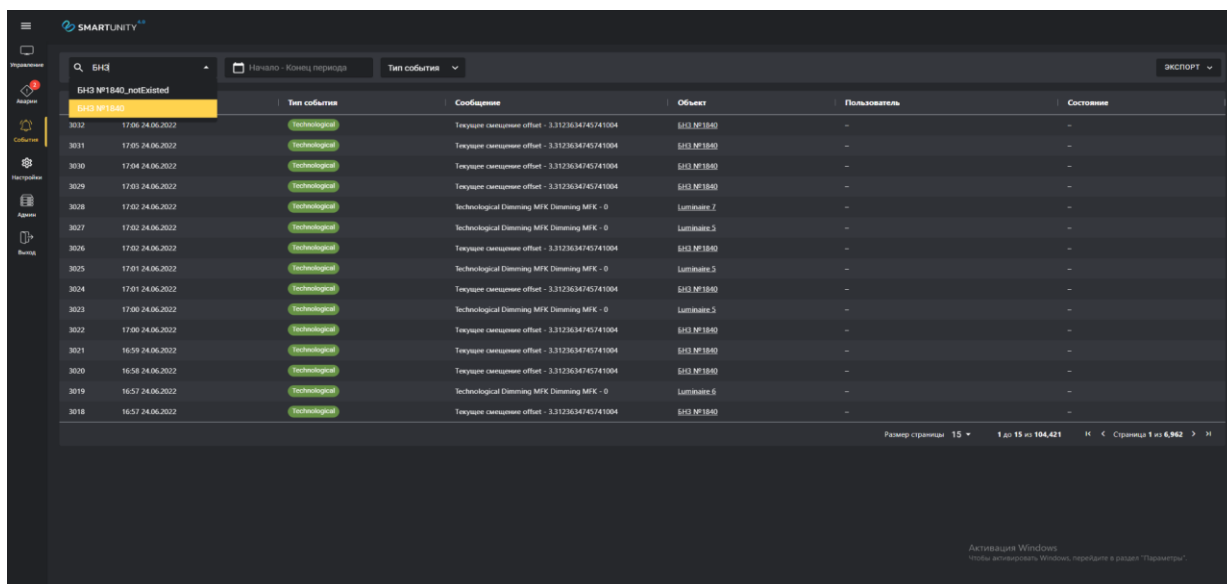 SMARTUNITY
Управление
БНЗ
Начало - Конец периода
Тип события
ЭКСПОРТ
2
Аварии
БНЗ №1840_notExisted
БНЗ №1840
Тип события Сообщение Объект Пользователь Состояние
События
3032 17:06 24.06.2022 Technological Текущее смещение offset - 3.3123634745741004 БНЗ №1840 – –
3031 17:05 24.06.2022 Technological Текущее смещение offset - 3.3123634745741004 БНЗ №1840 – –
Настройки
3030 17:04 24.06.2022 Technological Текущее смещение offset - 3.3123634745741004 БНЗ №1840 – –
3029 17:03 24.06.2022 Technological Текущее смещение offset - 3.3123634745741004 БНЗ №1840 – –
Админ
3028 17:02 24.06.2022 Technological Technological Dimming MFK Dimming MFK - 0 Luminaire 7 – –
3027 17:02 24.06.2022 Technological Technological Dimming MFK Dimming MFK - 0 Luminaire 5 – –
Выход
3026 17:02 24.06.2022 Technological Текущее смещение offset - 3.3123634745741004 БНЗ №1840 – –
3025 17:01 24.06.2022 Technological Technological Dimming MFK Dimming MFK - 0 Luminaire 5 – –
3024 17:01 24.06.2022 Technological Текущее смещение offset - 3.3123634745741004 БНЗ №1840 – –
3023 17:00 24.06.2022 Technological Technological Dimming MFK Dimming MFK - 0 Luminaire 5 – –
3022 17:00 24.06.2022 Technological Текущее смещение offset - 3.3123634745741004 БНЗ №1840 – –
3021 16:59 24.06.2022 Technological Текущее смещение offset - 3.3123634745741004 БНЗ №1840 – –
3020 16:58 24.06.2022 Technological Текущее смещение offset - 3.3123634745741004 БНЗ №1840 – –
3019 16:57 24.06.2022 Technological Technological Dimming MFK Dimming MFK - 0 Luminaire 6 – –
3018 16:57 24.06.2022 Technological Текущее смещение offset - 3.3123634745741004 БНЗ №1840 – –
Размер страницы 15 1 до 15 из 104,421 Страница 1 из 6,962
Активация Windows
Чтобы активировать Windows, перейдите в раздел "Параметры".